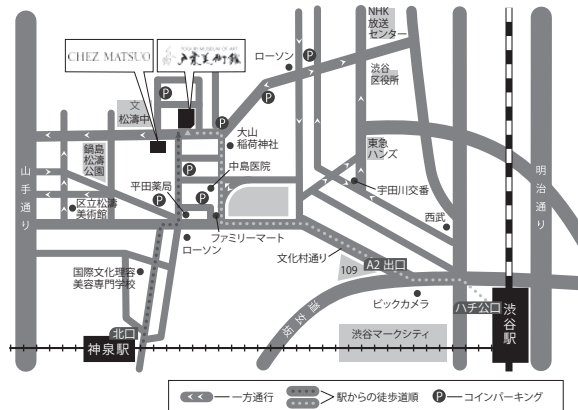 NHK
放送
センター
CHEZ MATSUO
TOGURI MUSEUM OF ART
戸栗美術館
ローソン
渋谷
区役所
文
松濤中
大山
稲荷神社
東急
ハンズ
鍋島
松濤
公園
中島医院
山手通り
明治通り
平田薬局
宇田川交番
区立松濤
美術館
西武
ファミリーマート
ローソン
文化村通り
国際文化理容
美容専門学校
109
A2 出口
ビックカメラ
ハチ公口
道玄坂
渋谷駅
北口
神泉駅
渋谷マークシティ
一方通行
駅からの徒歩道順
P
コインパーキング